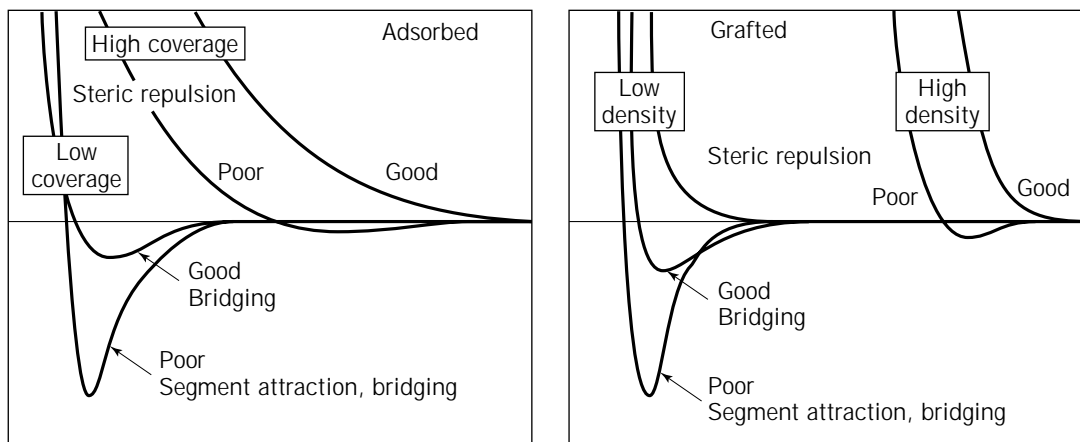 Adsorbed
High coverage
Steric repulsion
Low
coverage
Poor
Good
Good
Bridging
Poor
Segment attraction, bridging
Grafted
Low
density
High
density
Steric repulsion
Poor
Good
Good
Bridging
Poor
Segment attraction, bridging